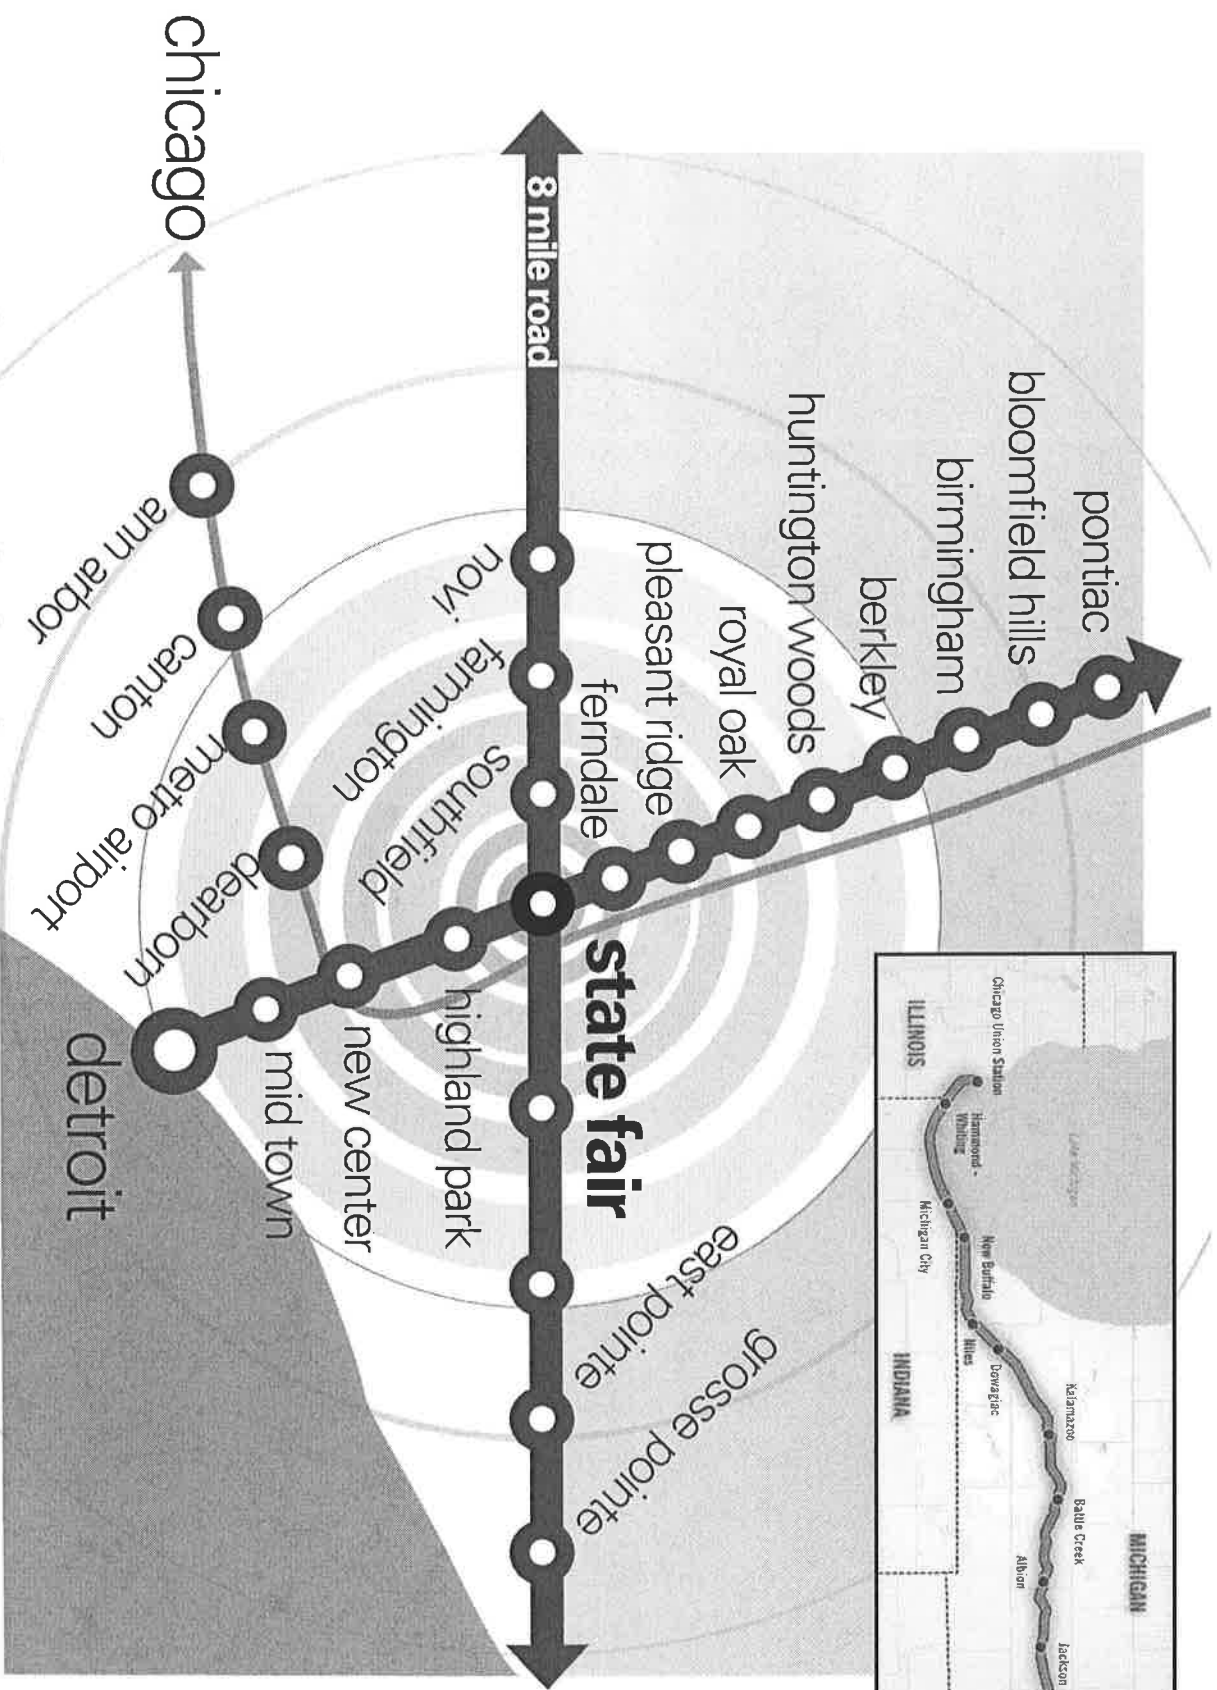 pontiac
bloomfield hills
birmingham
berkley
huntington woods
royal oak
pleasant ridge
ferndale
8 mile road
state fair
novi
farmington
southfield
east pointe
grosse pointe
highland park
new center
mid town
detroit
chicago
ann arbor
canton
metro airport
dearborn
MICHIGAN
Lake Michigan
Chicago Union Station
ILLINOIS
Hammond -
Whiting
Michigan City
New Buffalo
Niles
Dowagiac
INDIANA
Kalamazoo
Battle Creek
Albion
Jackson